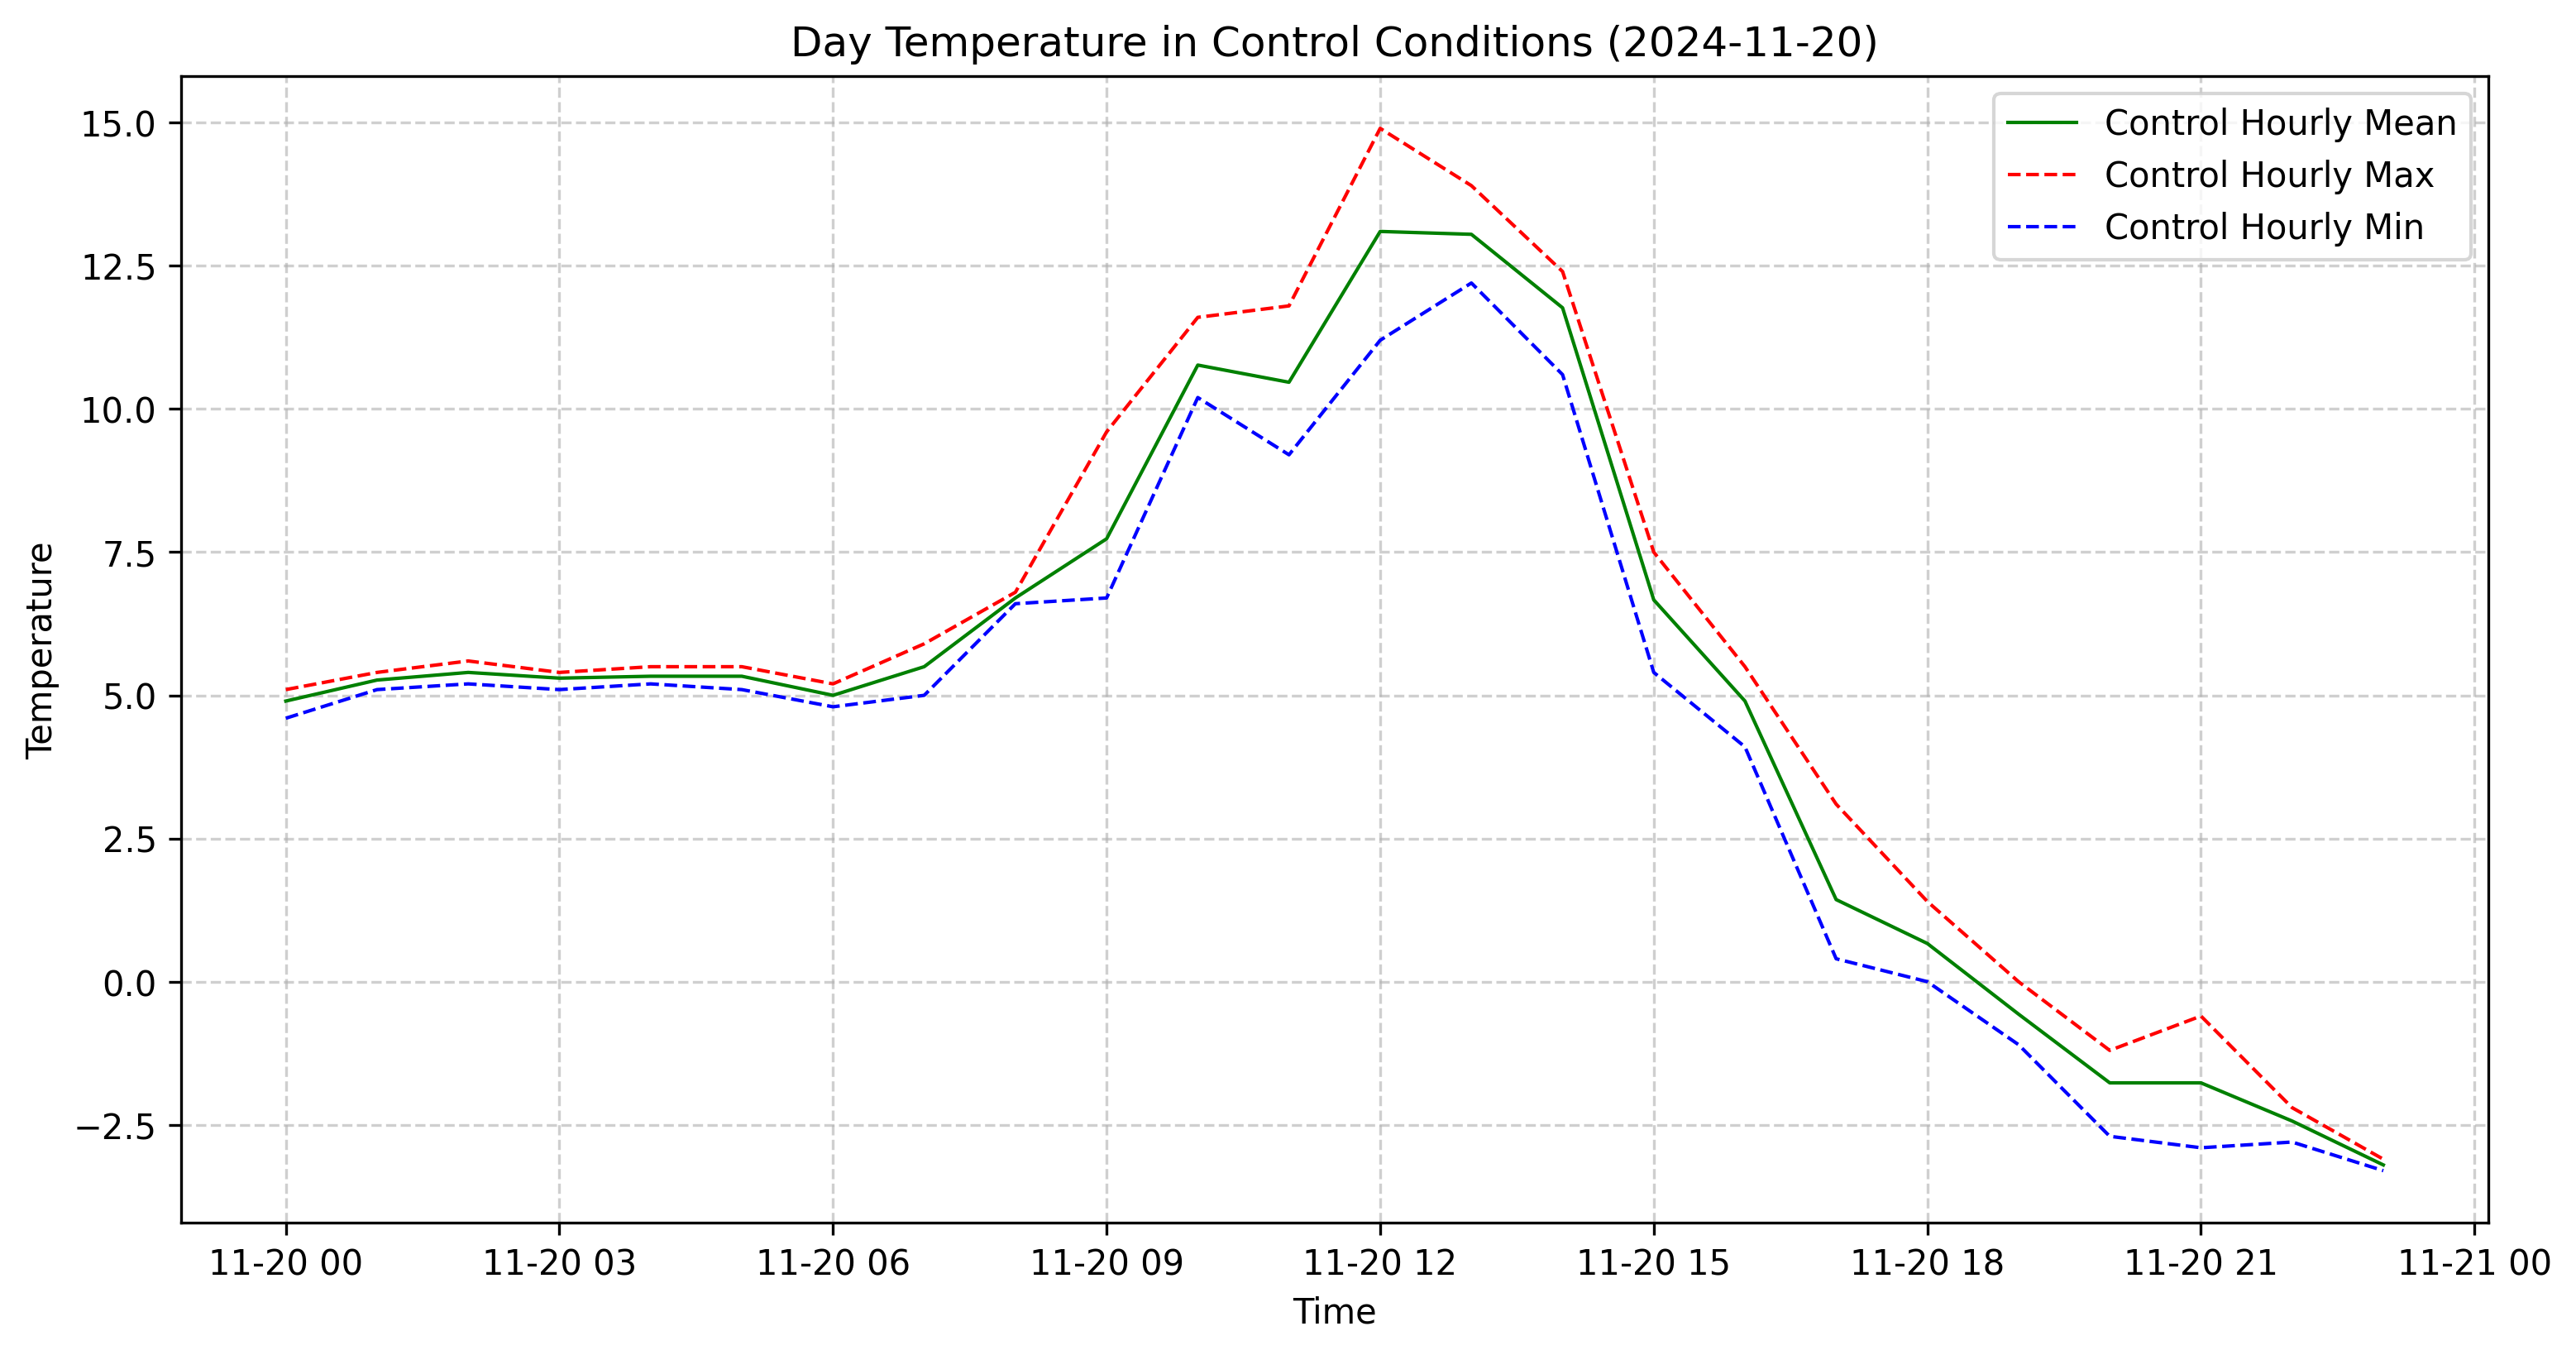 Day Temperature in Control Conditions (2024-11-20)
Control Hourly Mean
Control Hourly Max
Control Hourly Min
Temperature
15.0
12.5
10.0
7.5
5.0
2.5
0.0
−2.5
11-20 00 11-20 03 11-20 06 11-20 09 11-20 12 11-20 15 11-20 18 11-20 21 11-21 00
Time